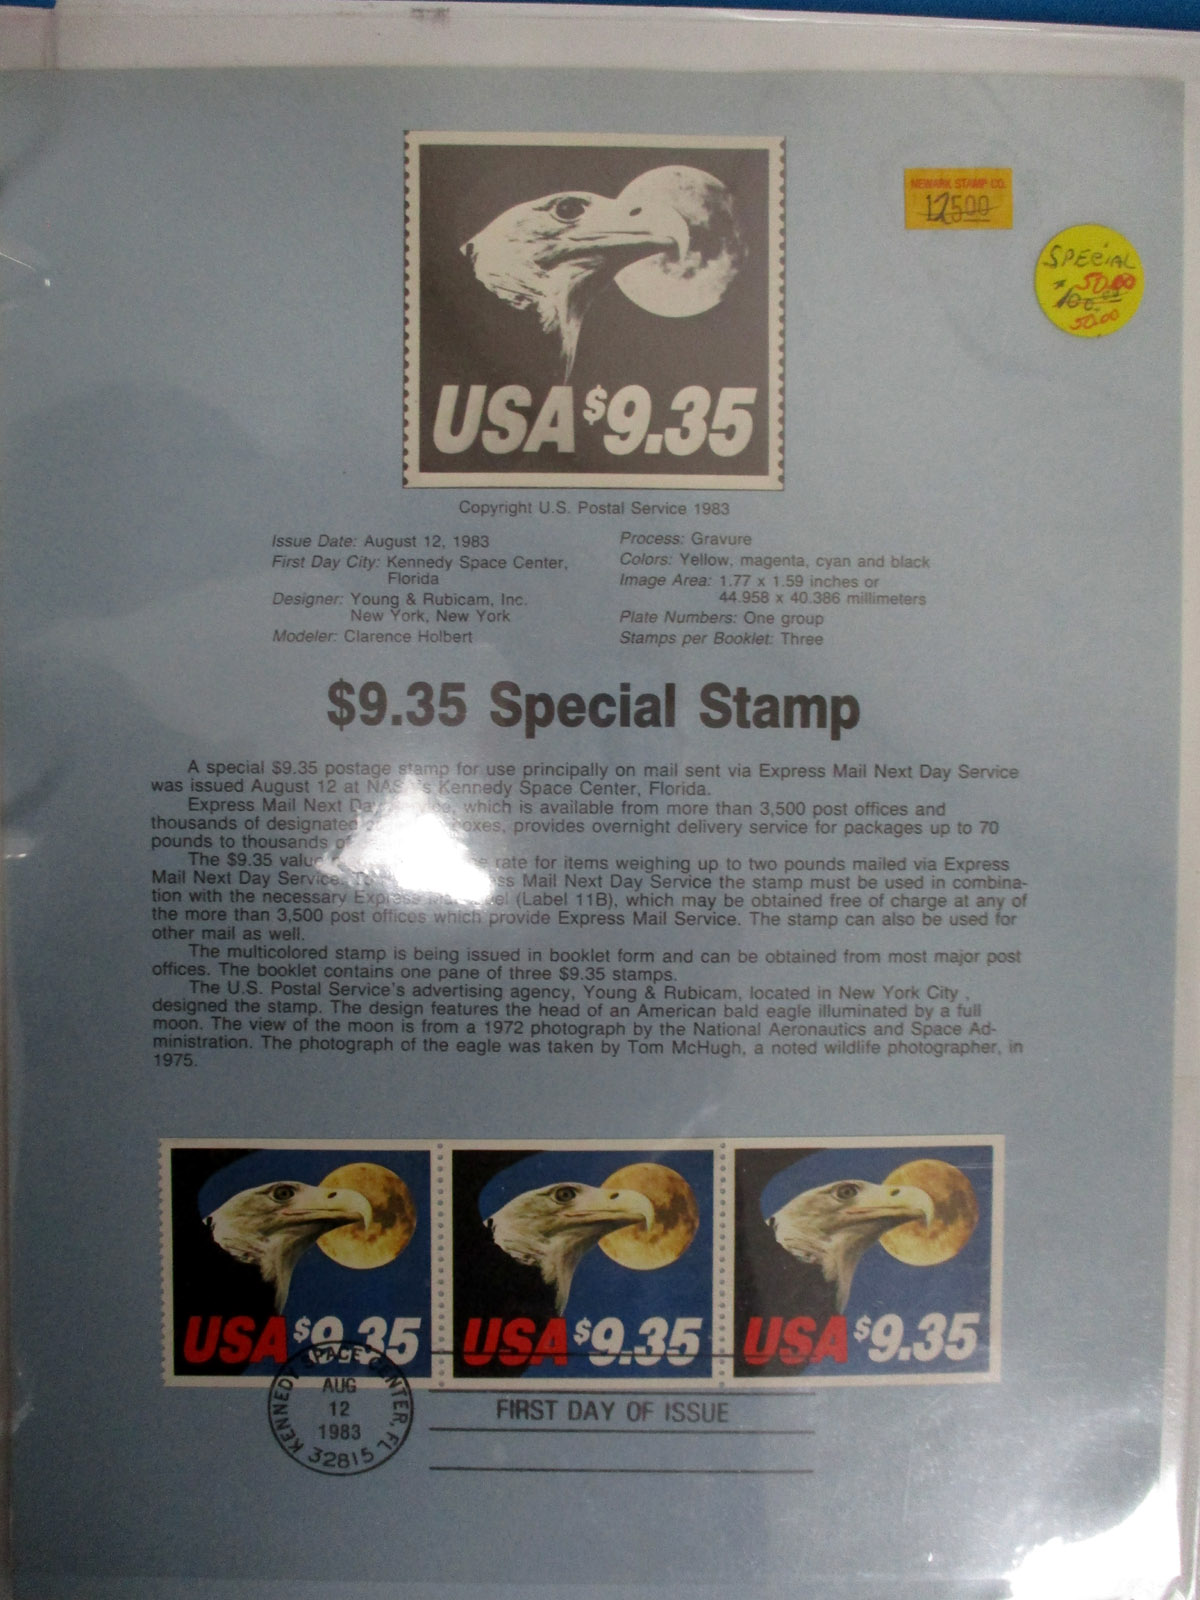 NEWARK STAMP CO.
12500
SPECIAL
50.00
$100.00
50.00
USA $9.35
Copyright U.S. Postal Service 1983
Issue Date: August 12, 1983
First Day City: Kennedy Space Center,
Florida
Designer: Young & Rubicam, Inc.
New York, New York
Modeler: Clarence Holbert
Process: Gravure
Colors: Yellow, magenta, cyan and black
Image Area: 1.77 x 1.59 inches or
44.958 x 40.386 millimeters
Plate Numbers: One group
Stamps per Booklet: Three
$9.35 Special Stamp
A special $9.35 postage stamp for use principally on mail sent via Express Mail Next Day Service
was issued August 12 at NASA's Kennedy Space Center, Florida.
Express Mail Next Day Service, which is available from more than 3,500 post offices and
thousands of designated boxes, provides overnight delivery service for packages up to 70
pounds to thousands of
The $9.35 value rate for items weighing up to two pounds mailed via Express
Mail Next Day Service. Mail Next Day Service the stamp must be used in combina-
tion with the necessary Express Mail label (Label 11B), which may be obtained free of charge at any of
the more than 3,500 post offices which provide Express Mail Service. The stamp can also be used for
other mail as well.
The multicolored stamp is being issued in booklet form and can be obtained from most major post
offices. The booklet contains one pane of three $9.35 stamps.
The U.S. Postal Service's advertising agency, Young & Rubicam, located in New York City ,
designed the stamp. The design features the head of an American bald eagle illuminated by a full
moon. The view of the moon is from a 1972 photograph by the National Aeronautics and Space Ad-
ministration. The photograph of the eagle was taken by Tom McHugh, a noted wildlife photographer, in
1975.
USA $9.35
USA $9.35
USA $9.35
KENNEDY SPACE CENTER, FL
AUG
12
1983
32815
FIRST DAY OF ISSUE